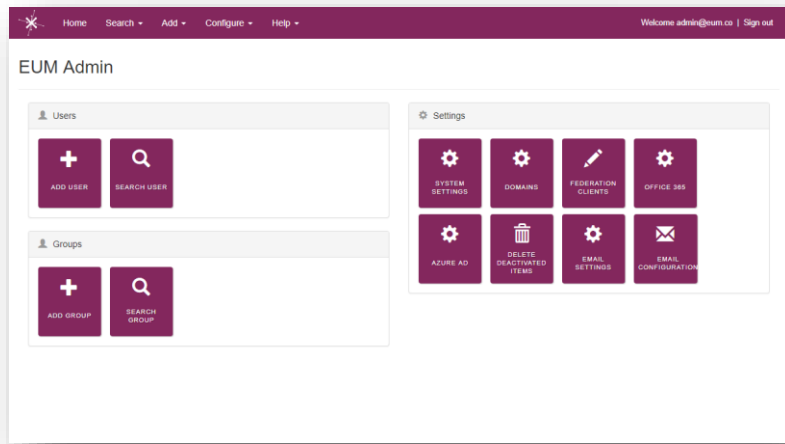 Home Search Add Configure Help Welcome admin@eum.co | Sign out
EUM Admin
Users
ADD USER
SEARCH USER
Groups
ADD GROUP
SEARCH
GROUP
Settings
SYSTEM
SETTINGS
DOMAINS
FEDERATION
CLIENTS
OFFICE 365
AZURE AD
DELETE
DEACTIVATED
ITEMS
EMAIL
SETTINGS
EMAIL
CONFIGURATION